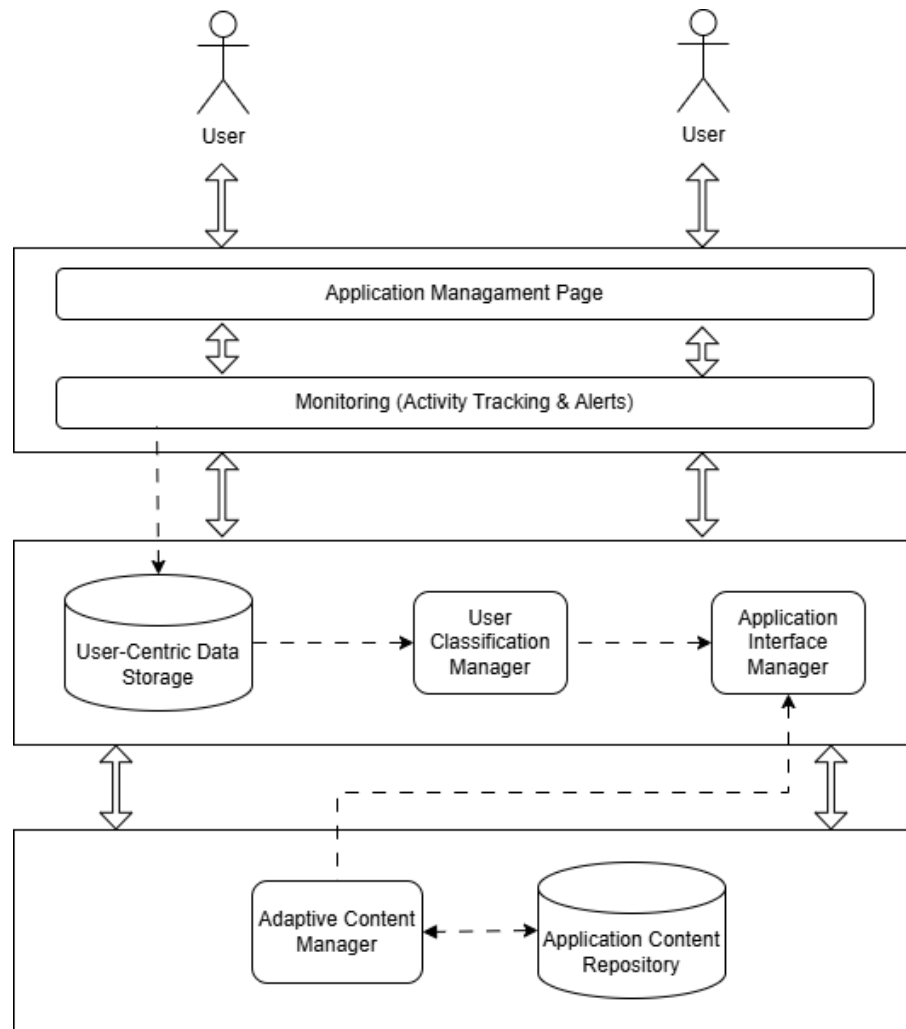 User
User
Application Managament Page
Monitoring (Activity Tracking & Alerts)
User-Centric Data
Storage
User
Classification
Manager
Application
Interface
Manager
Adaptive Content
Manager
Application Content
Repository